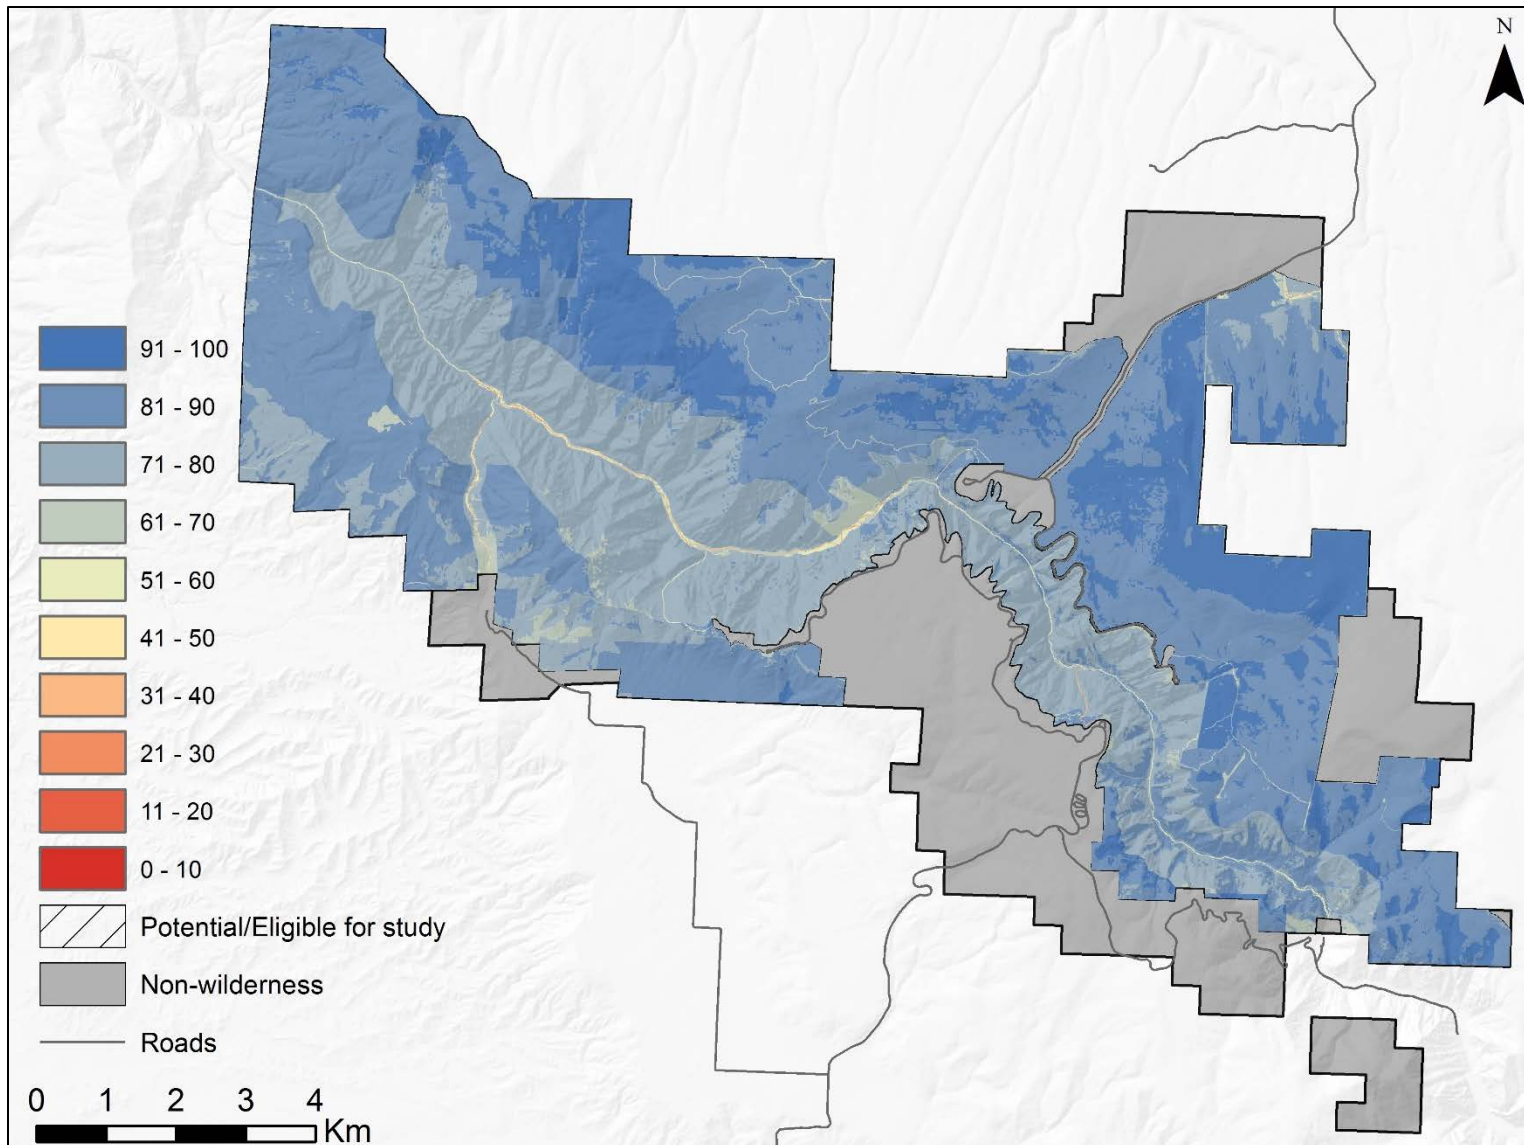 N
91 - 100
81 - 90
71 - 80
61 - 70
51 - 60
41 - 50
31 - 40
21 - 30
11 - 20
0 - 10
Potential/Eligible for study
Non-wilderness
Roads
0 1 2 3 4
Km